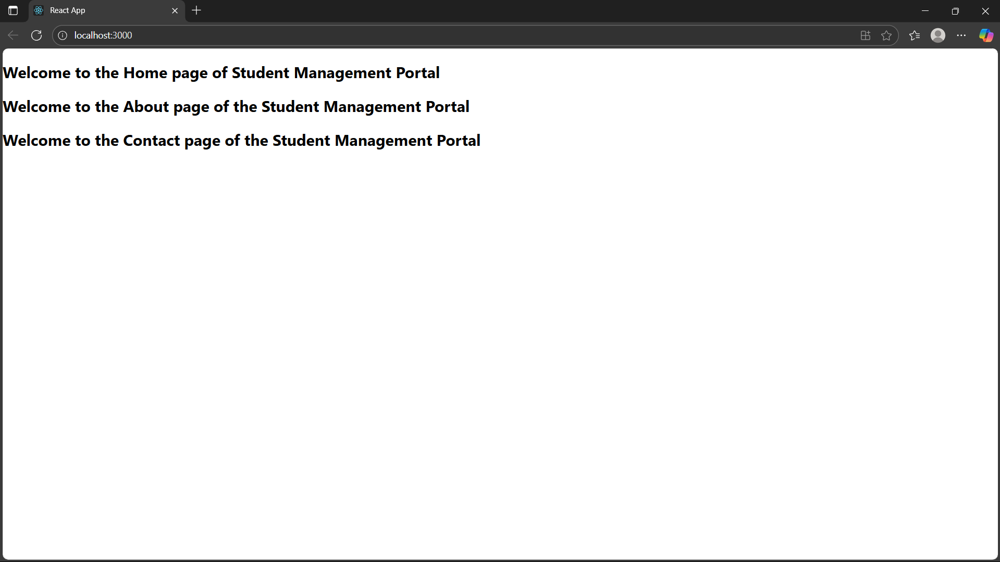 React App
localhost:3000
Welcome to the Home page of Student Management Portal
Welcome to the About page of the Student Management Portal
Welcome to the Contact page of the Student Management Portal